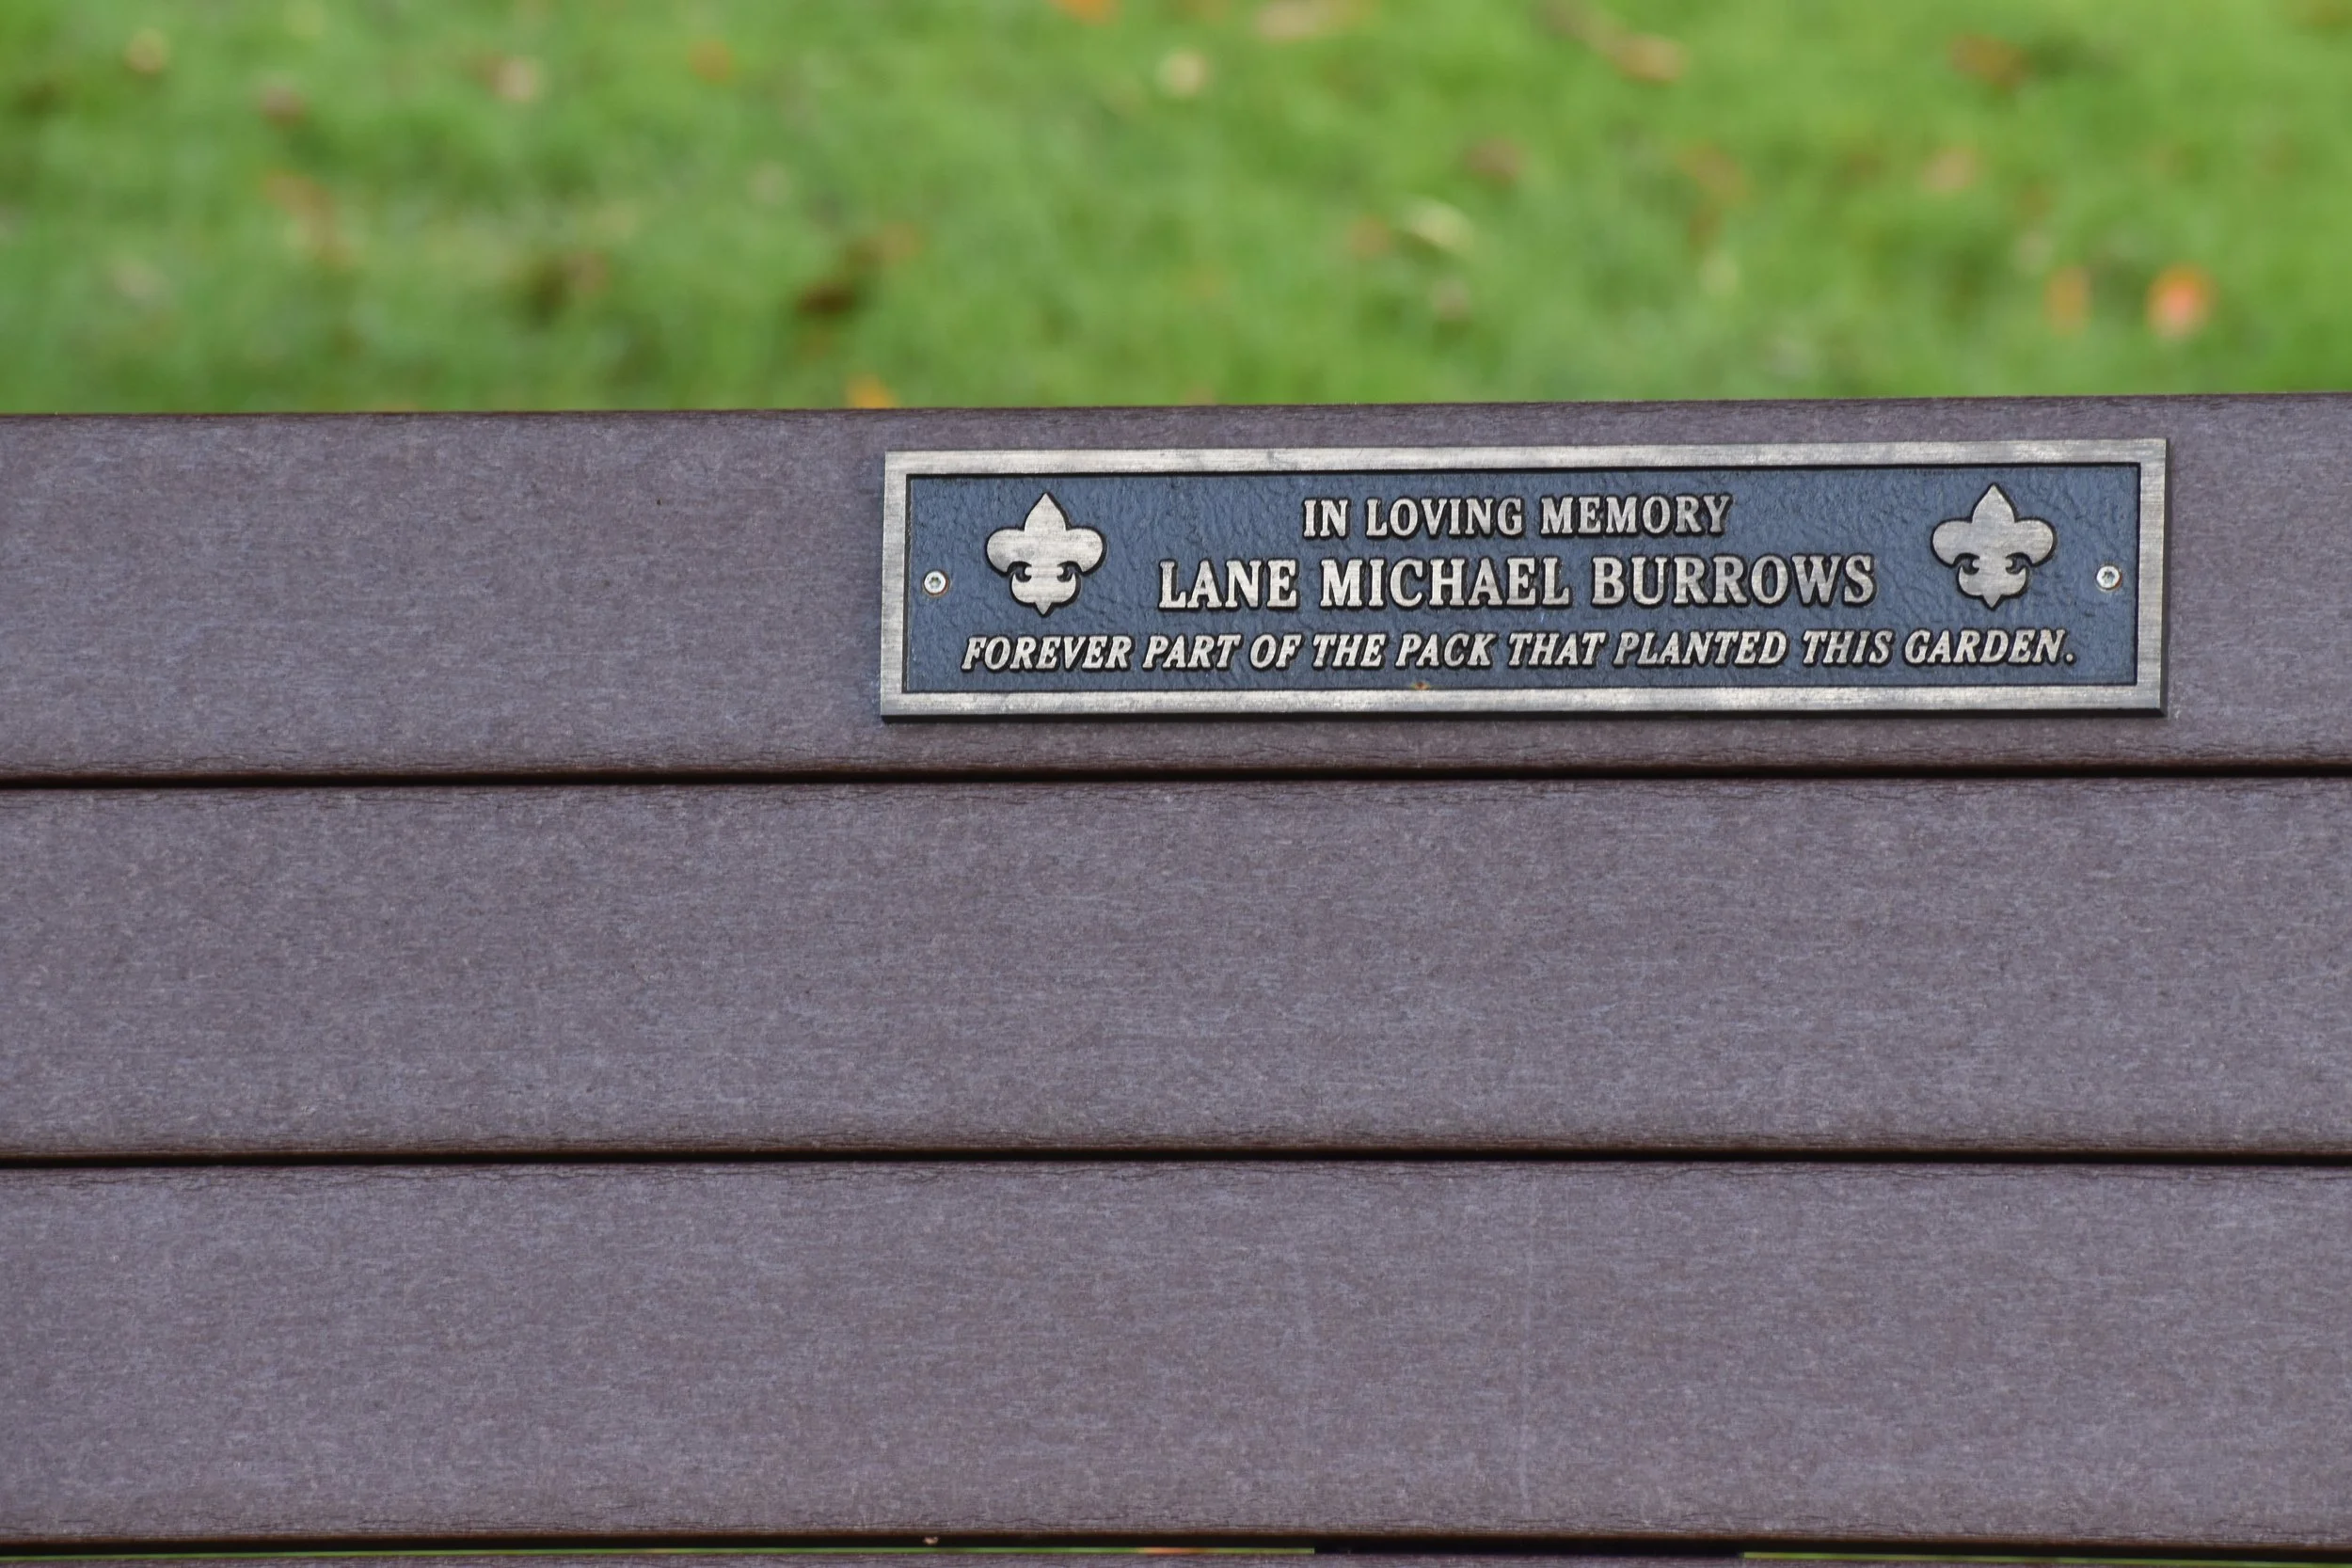 IN LOVING MEMORY
LANE MICHAEL BURROWS
FOREVER PART OF THE PACK THAT PLANTED THIS GARDEN.